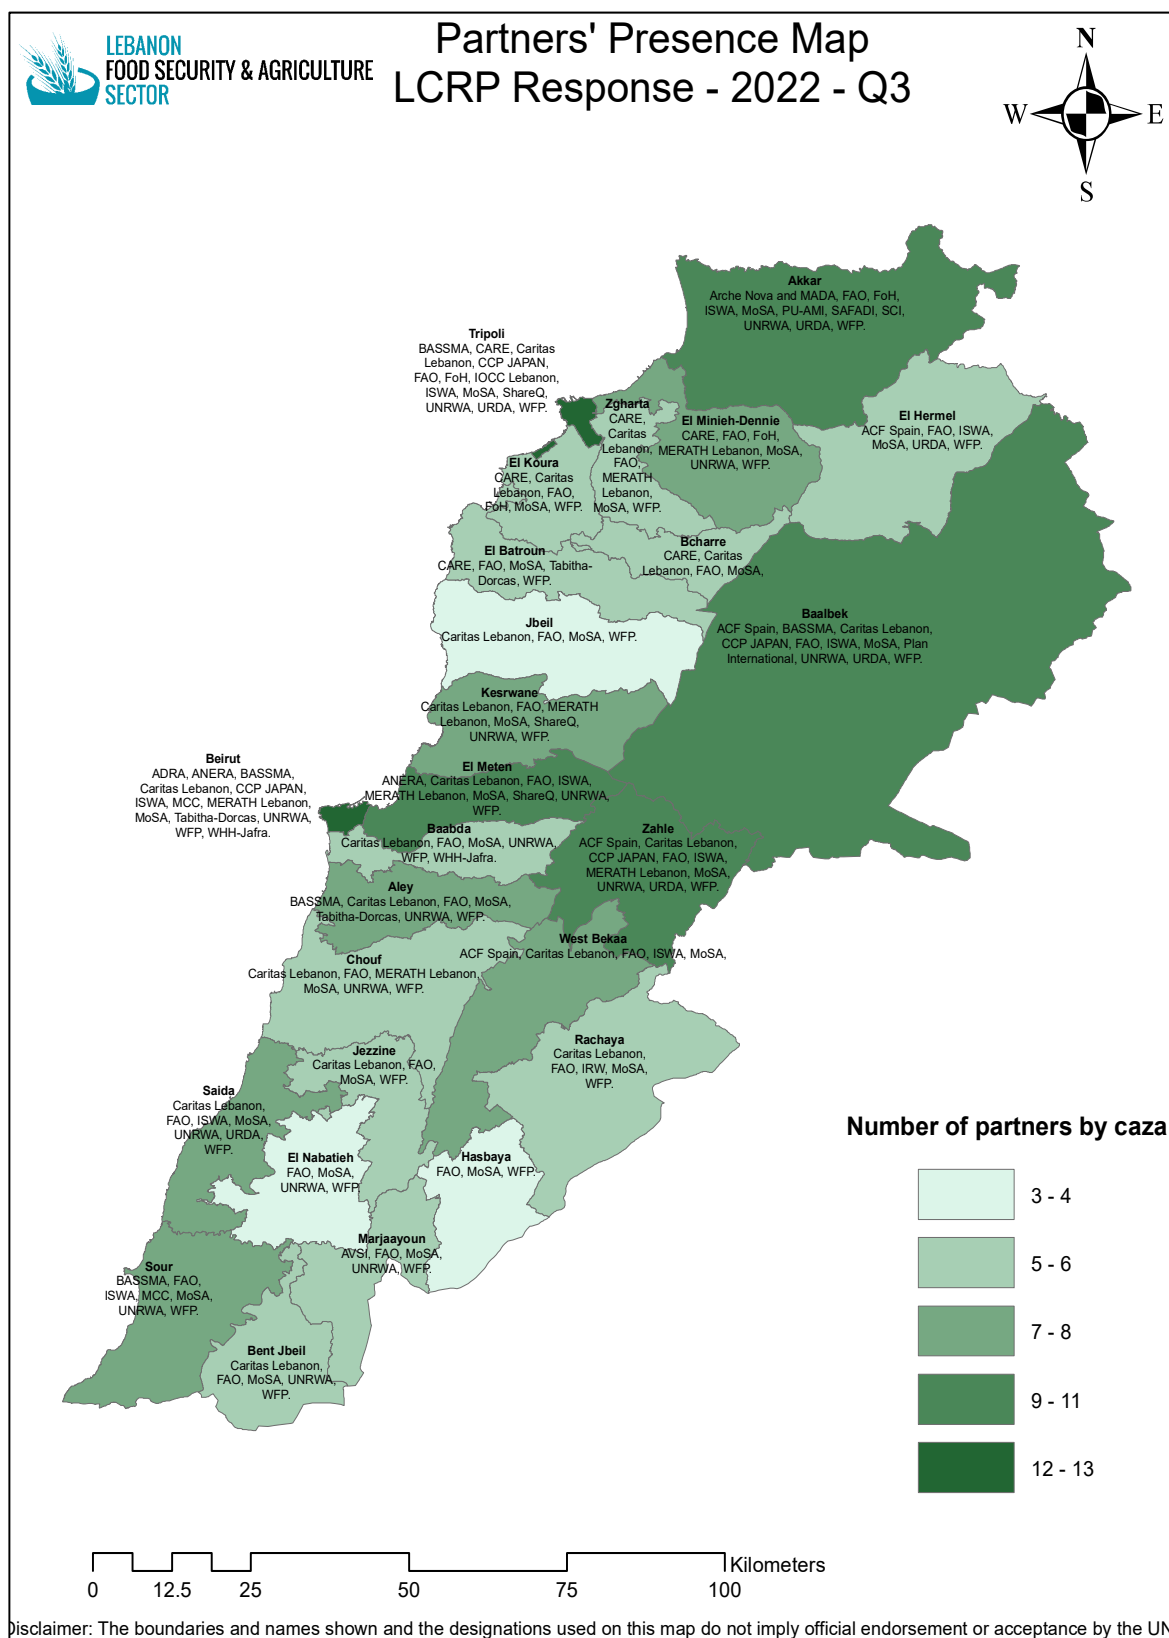 LEBANON
FOOD SECURITY & AGRICULTURE
SECTOR
Partners' Presence Map
LCRP Response - 2022 - Q3
N
W
E
S
Akkar
Arche Nova and MADA, FAO, FoH,
ISWA, MoSA, PU-AMI, SAFADI, SCI,
UNRWA, URDA, WFP.
Tripoli
BASSMA, CARE, Caritas
Lebanon, CCP JAPAN,
FAO, FoH, IOCC Lebanon,
ISWA, MoSA, ShareQ,
UNRWA, URDA, WFP.
Zgharta
CARE,
Caritas
Lebanon,
FAO,
MERATH
Lebanon,
MoSA, WFP.
El Minieh-Dennie
CARE, FAO, FoH,
MERATH Lebanon, MoSA,
UNRWA, WFP.
El Hermel
ACF Spain, FAO, ISWA,
MoSA, URDA, WFP.
El Koura
CARE, Caritas
Lebanon, FAO,
FoH, MoSA, WFP.
Bcharre
CARE, Caritas
Lebanon, FAO, MoSA,
El Batroun
CARE, FAO, MoSA, Tabitha-
Dorcas, WFP.
Jbeil
Caritas Lebanon, FAO, MoSA, WFP.
Baalbek
ACF Spain, BASSMA, Caritas Lebanon,
CCP JAPAN, FAO, ISWA, MoSA, Plan
International, UNRWA, URDA, WFP.
Kesrwane
Caritas Lebanon, FAO, MERATH
Lebanon, MoSA, ShareQ,
UNRWA, WFP.
Beirut
ADRA, ANERA, BASSMA,
Caritas Lebanon, CCP JAPAN,
ISWA, MCC, MERATH Lebanon,
MoSA, Tabitha-Dorcas, UNRWA,
WFP, WHH-Jafra.
El Meten
ANERA, Caritas Lebanon, FAO, ISWA,
MERATH Lebanon, MoSA, ShareQ, UNRWA,
WFP.
Baabda
Caritas Lebanon, FAO, MoSA, UNRWA,
WFP, WHH-Jafra.
Zahle
ACF Spain, Caritas Lebanon,
CCP JAPAN, FAO, ISWA,
MERATH Lebanon, MoSA,
UNRWA, URDA, WFP.
Aley
BASSMA, Caritas Lebanon, FAO, MoSA,
Tabitha-Dorcas, UNRWA, WFP.
West Bekaa
ACF Spain, Caritas Lebanon, FAO, ISWA, MoSA,
Chouf
Caritas Lebanon, FAO, MERATH Lebanon,
MoSA, UNRWA, WFP.
Rachaya
Caritas Lebanon,
FAO, IRW, MoSA,
WFP.
Jezzine
Caritas Lebanon, FAO,
MoSA, WFP.
Saida
Caritas Lebanon,
FAO, ISWA, MoSA,
UNRWA, URDA,
WFP.
El Nabatieh
FAO, MoSA,
UNRWA, WFP.
Hasbaya
FAO, MoSA, WFP.
Marjaayoun
AVSI, FAO, MoSA,
UNRWA, WFP.
Sour
BASSMA, FAO,
ISWA, MCC, MoSA,
UNRWA, WFP.
Bent Jbeil
Caritas Lebanon,
FAO, MoSA, UNRWA,
WFP.
Number of partners by caza
3 - 4
5 - 6
7 - 8
9 - 11
12 - 13
Kilometers
0 12.5 25 50 75 100
Disclaimer: The boundaries and names shown and the designations used on this map do not imply official endorsement or acceptance by the UN